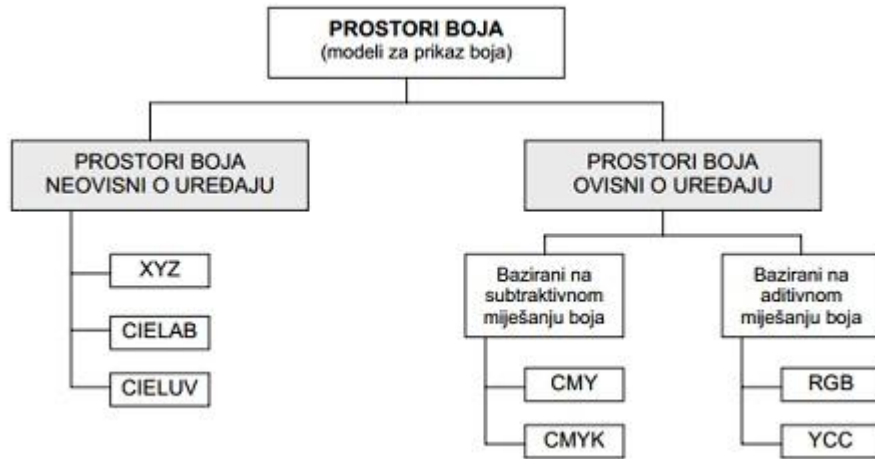 PROSTORI BOJA
(modeli za prikaz boja)
PROSTORI BOJA
NEOVISNI O UREĐAJU
XYZ
CIELAB
CIELUV
PROSTORI BOJA
OVISNI O UREĐAJU
Bazirani na
subtraktivnom
miješanju boja
CMY
CMYK
Bazirani na
aditivnom
miješanju boja
RGB
YCC